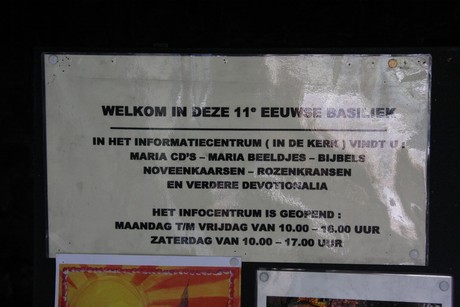 WELKOM IN DEZE 11e EEUWSE BASILIEK
IN HET INFORMATIECENTRUM ( IN DE KERK ) VINDT U :
MARIA CD'S – MARIA BEELDJES – BIJBELS
NOVEENKAARSEN – ROZENKRANSEN
EN VERDERE DEVOTIONALIA
HET INFOCENTRUM IS GEOPEND :
MAANDAG T/M VRIJDAG VAN 10.00 – 16.00 UUR
ZATERDAG VAN 10.00 – 17.00 UUR